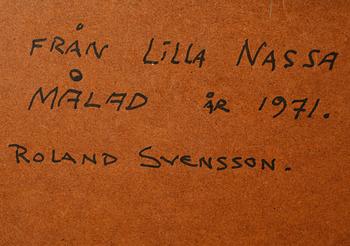 FRÅN LILLA NASSA
MÅLAD ÅR 1971.
ROLAND SVENSSON.